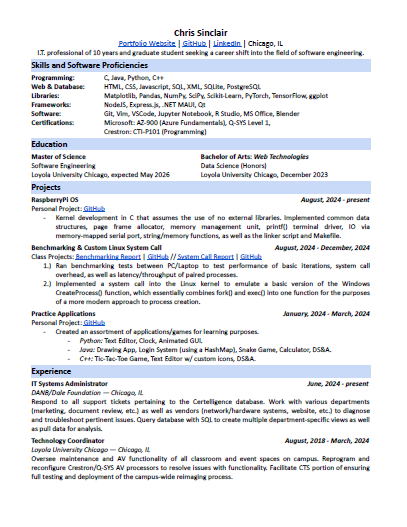 Chris Sinclair
Portfolio Website | GitHub | LinkedIn | Chicago, IL
I.T. professional of 10 years and graduate student seeking a career shift into the field of software engineering.
Skills and Software Proficiencies
Programming: C, Java, Python, C++
Web & Database: HTML, CSS, Javascript, SQL, XML, SQLite, PostgreSQL
Libraries: Matplotlib, Pandas, NumPy, SciPy, Scikit-Learn, PyTorch, TensorFlow, ggplot
Frameworks: NodeJS, Express.js, .NET MAUI, Qt
Software: Git, Vim, VSCode, Jupyter Notebook, R Studio, MS Office, Blender
Certifications: Microsoft: AZ-900 (Azure Fundamentals), Q-SYS Level 1,
Crestron: CTI-P101 (Programming)
Education
Master of Science Bachelor of Arts: Web Technologies
Software Engineering Data Science (Honors)
Loyola University Chicago, expected May 2026 Loyola University Chicago, December 2023
Projects
RaspberryPi OS August, 2024 - present
Personal Project: GitHub
- Kernel development in C that assumes the use of no external libraries. Implemented common data
structures, page frame allocator, memory management unit, printf() terminal driver, IO via
memory-mapped serial port, string/memory functions, as well as the linker script and Makefile.
Benchmarking & Custom Linux System Call August, 2024 - December, 2024
Class Projects: Benchmarking Report | GitHub // System Call Report | GitHub
1.) Ran benchmarking tests between PC/Laptop to test performance of basic iterations, system call
overhead, as well as latency/throughput of paired processes.
2.) Implemented a system call into the Linux kernel to emulate a basic version of the Windows
CreateProcess() function, which essentially combines fork() and exec() into one function for the purposes
of a more modern approach to process creation.
Practice Applications January, 2024 - March, 2024
Personal Project: GitHub
- Created an assortment of applications/games for learning purposes.
- Python: Text Editor, Clock, Animated GUI.
- Java: Drawing App, Login System (using a HashMap), Snake Game, Calculator, DS&A.
- C++: Tic-Tac-Toe Game, Text Editor w/ custom icons, DS&A.
Experience
IT Systems Administrator June, 2024 - present
DANB/Dale Foundation — Chicago, IL
Respond to all support tickets pertaining to the Certelligence database. Work with various departments
(marketing, document review, etc.) as well as vendors (network/hardware systems, website, etc.) to diagnose
and troubleshoot pertinent issues. Query database with SQL to create multiple department-specific views as well
as pull data for analysis.
Technology Coordinator August, 2018 - March, 2024
Loyola University Chicago — Chicago, IL
Oversee maintenance and AV functionality of all classroom and event spaces on campus. Reprogram and
reconfigure Crestron/Q-SYS AV processors to resolve issues with functionality. Facilitate CTS portion of ensuring
full testing and deployment of the campus-wide reimaging process.